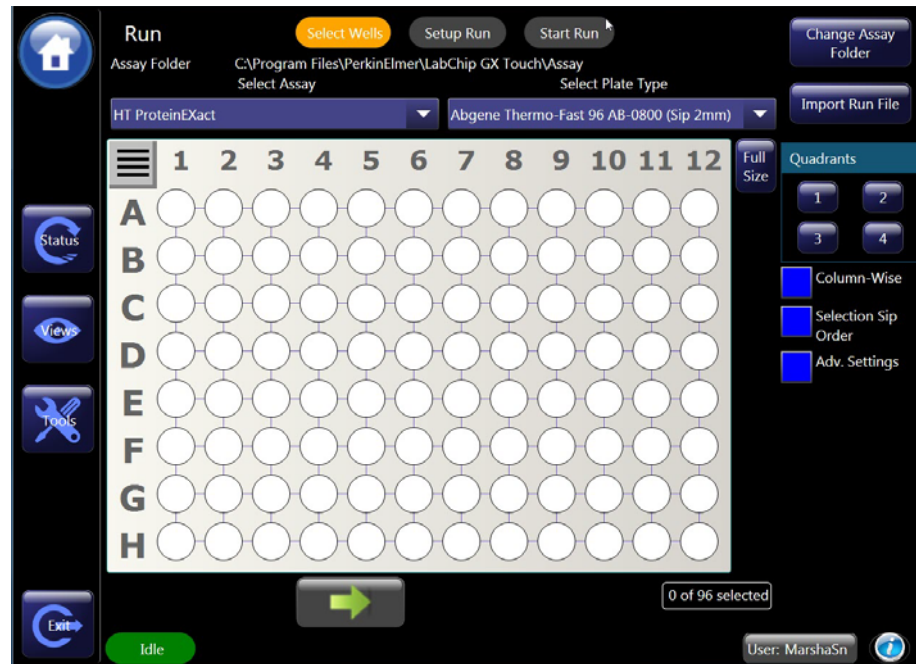 Run
Select Wells
Setup Run
Start Run
Change Assay
Folder
Assay Folder
C:\Program Files\PerkinElmer\LabChip GX Touch\Assay
Select Assay
Select Plate Type
HT ProteinEXact
Abgene Thermo-Fast 96 AB-0800 (Sip 2mm)
Import Run File
1 2 3 4 5 6 7 8 9 10 11 12
Full
Size
Quadrants
1 2
3 4
A
B
C
D
E
F
G
H
Column-Wise
Selection Sip
Order
Adv. Settings
Status
Views
Tools
Exit
0 of 96 selected
Idle
User: MarshaSn
i